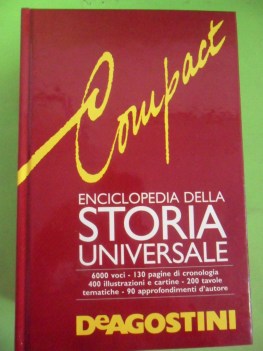 Compact
ENCICLOPEDIA DELLA
STORIA
UNIVERSALE
6000 voci - 130 pagine di cronologia
400 illustrazioni e cartine - 200 tavole
tematiche - 90 approfondimenti d'autore
DEAGOSTINI